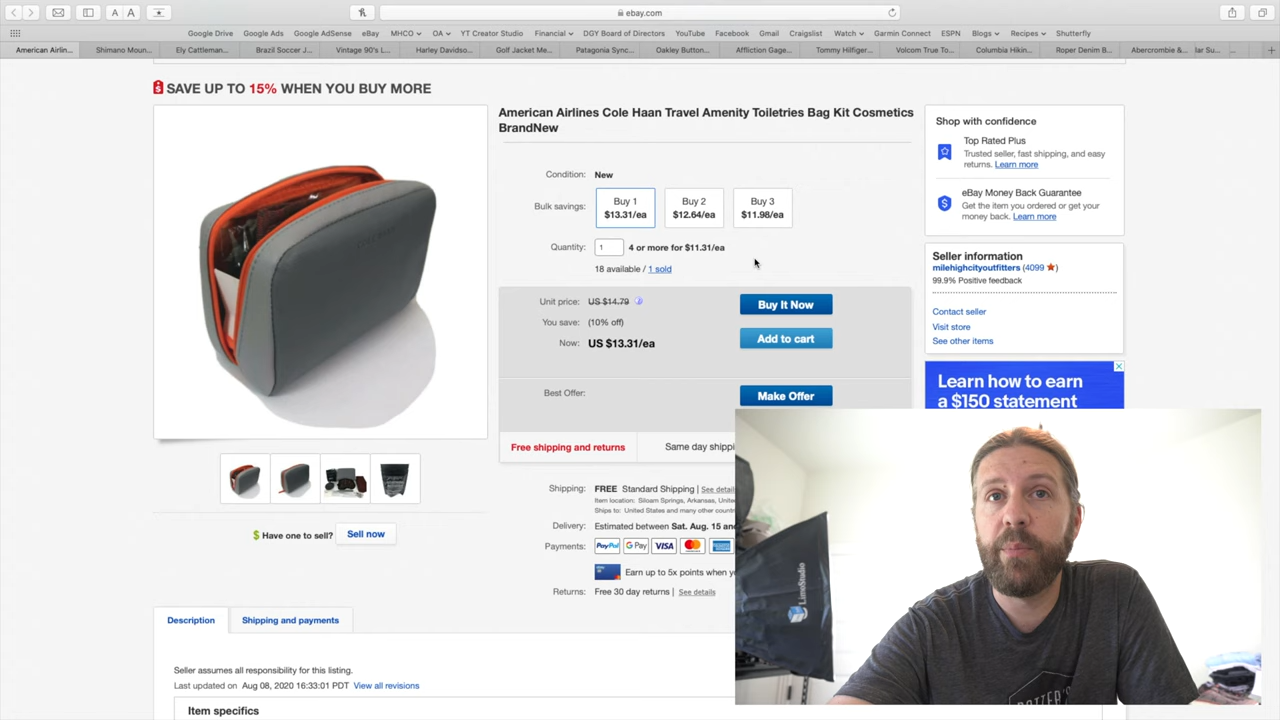 ebay.com
Google Drive Google Ads Google AdSense eBay MHCO OA YT Creator Studio Financial DGY Board of Directors YouTube Facebook Gmail Craigslist Watch Garmin Connect ESPN Blogs Recipes Shutterfly
American Airlin... Shimano Moun... Ely Cattleman... Brazil Soccer J... Vintage 90's L... Harley Davidso... Golf Jacket Me... Patagonia Sync... Oakley Button... Affliction Gage... Tommy Hilfiger... Volcom True To... Columbia Hikin... Roper Denim B... Abercrombie &... lar Su...
SAVE UP TO 15% WHEN YOU BUY MORE
American Airlines Cole Haan Travel Amenity Toiletries Bag Kit Cosmetics
BrandNew
Condition: New
Bulk savings:
Buy 1
$13.31/ea
Buy 2
$12.64/ea
Buy 3
$11.98/ea
Quantity: 1 4 or more for $11.31/ea
18 available / 1 sold
Unit price: US $14.79
You save: (10% off)
Now: US $13.31/ea
Buy It Now
Add to cart
Best Offer:
Make Offer
Free shipping and returns
Same day shippi
Shipping: FREE Standard Shipping | See detai
Item location: Siloam Springs, Arkansas, Unite
Ships to: United States and many other countr
Delivery: Estimated between Sat. Aug. 15 and
Payments: PayPal G Pay VISA
Earn up to 5x points when yo
Returns: Free 30 day returns | See details
Shop with confidence
Top Rated Plus
Trusted seller, fast shipping, and easy
returns. Learn more
eBay Money Back Guarantee
Get the item you ordered or get your
money back. Learn more
Seller information
milehighcityoutfitters (4099)
99.9% Positive feedback
Contact seller
Visit store
See other items
Learn how to earn
a $150 statement
Have one to sell? Sell now
Description
Shipping and payments
Seller assumes all responsibility for this listing.
Last updated on Aug 08, 2020 16:33:01 PDT View all revisions
Item specifics
LimoStudio